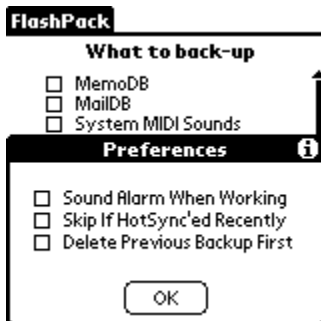 FlashPack
What to back-up
MemoDB
MailDB
System MIDI Sounds
Preferences
Sound Alarm When Working
Skip If HotSync'ed Recently
Delete Previous Backup First
OK